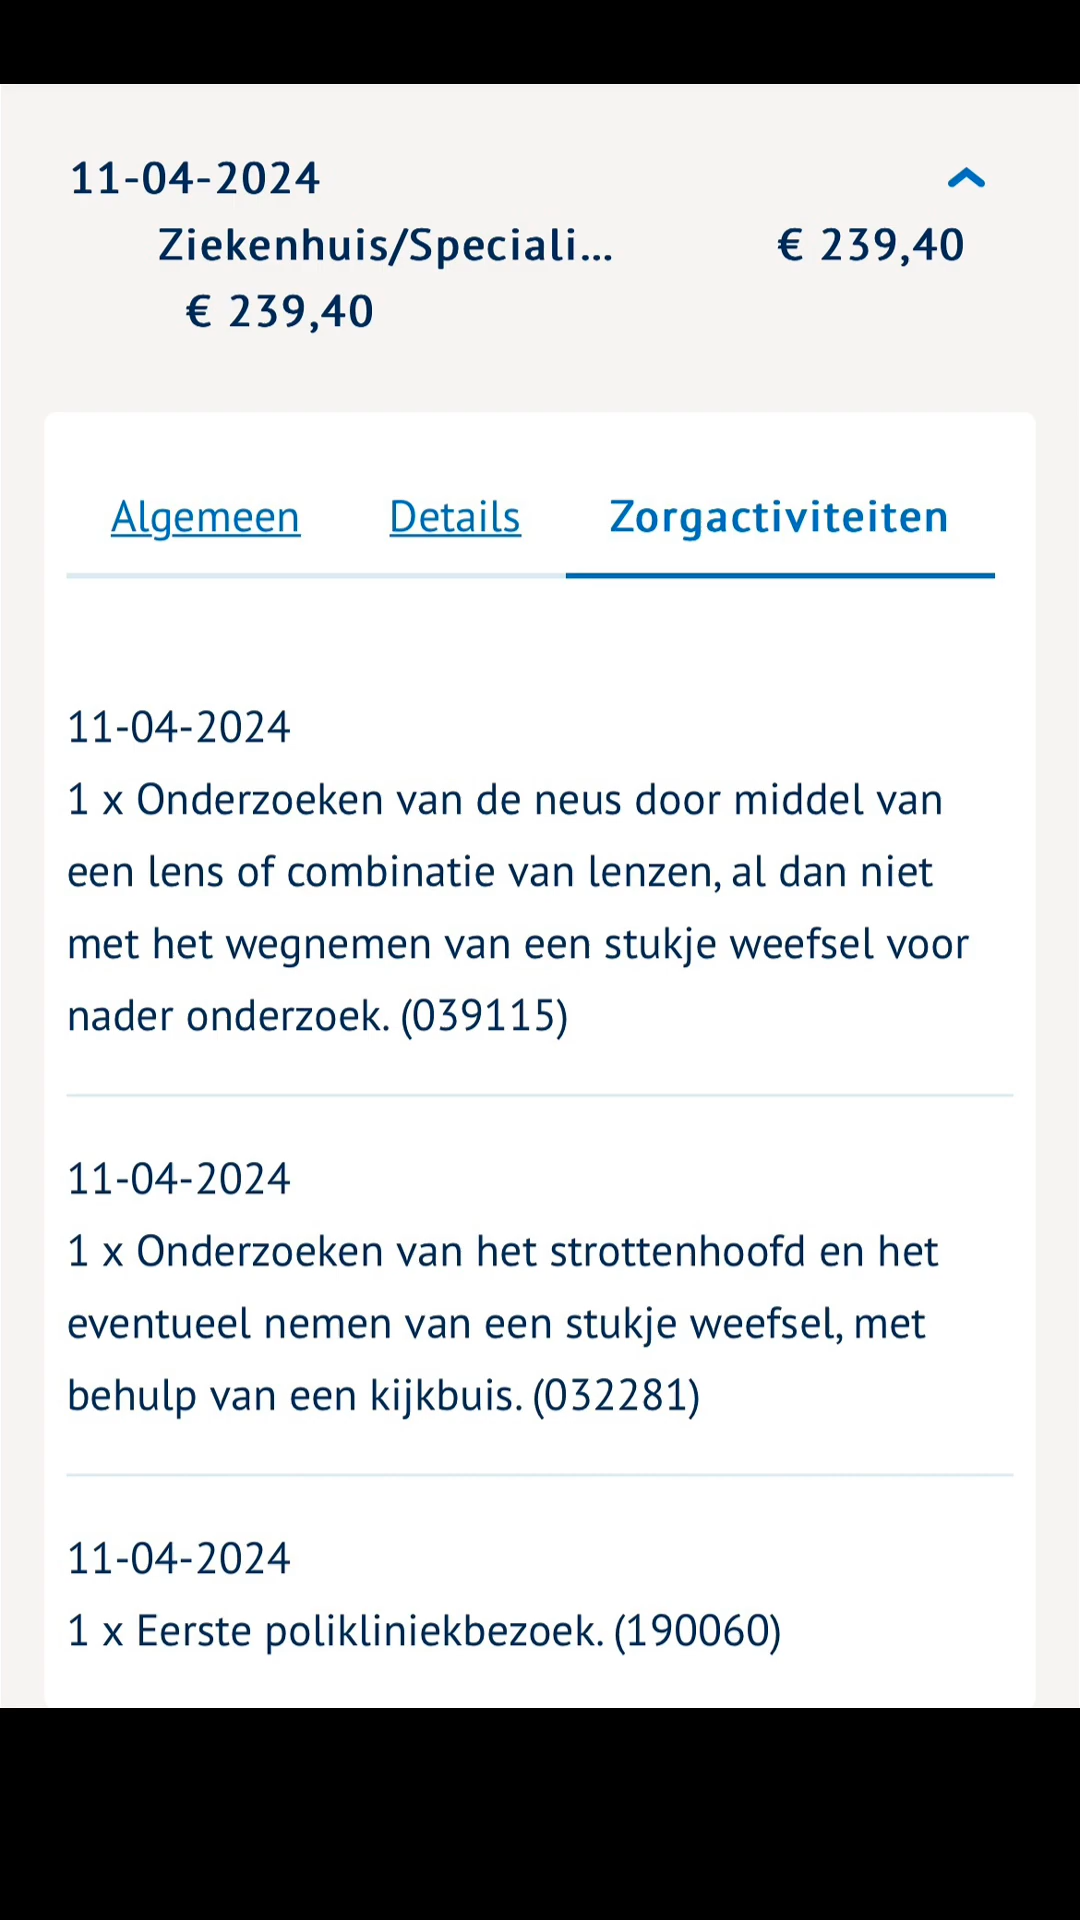 11-04-2024
Ziekenhuis/Speciali... € 239,40
€ 239,40
Algemeen Details Zorgactiviteiten
11-04-2024
1 x Onderzoeken van de neus door middel van
een lens of combinatie van lenzen, al dan niet
met het wegnemen van een stukje weefsel voor
nader onderzoek. (039115)
11-04-2024
1 x Onderzoeken van het strottenhoofd en het
eventueel nemen van een stukje weefsel, met
behulp van een kijkbuis. (032281)
11-04-2024
1 x Eerste polikliniekbezoek. (190060)